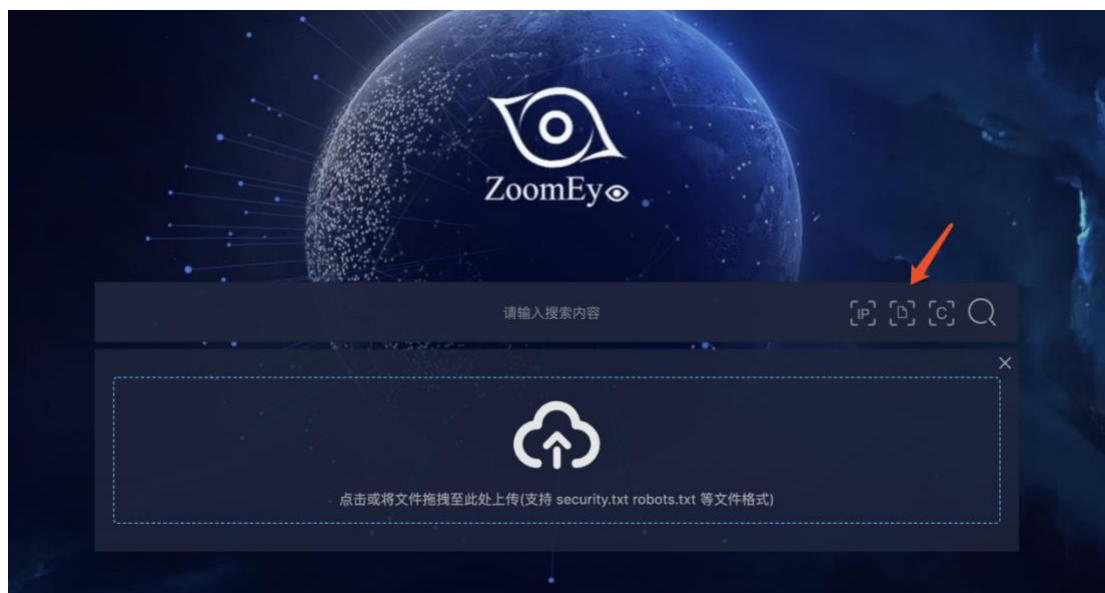 ZoomEy
请输入搜索内容
IP
C
点击或将文件拖拽至此处上传(支持 security.txt robots.txt 等文件格式)